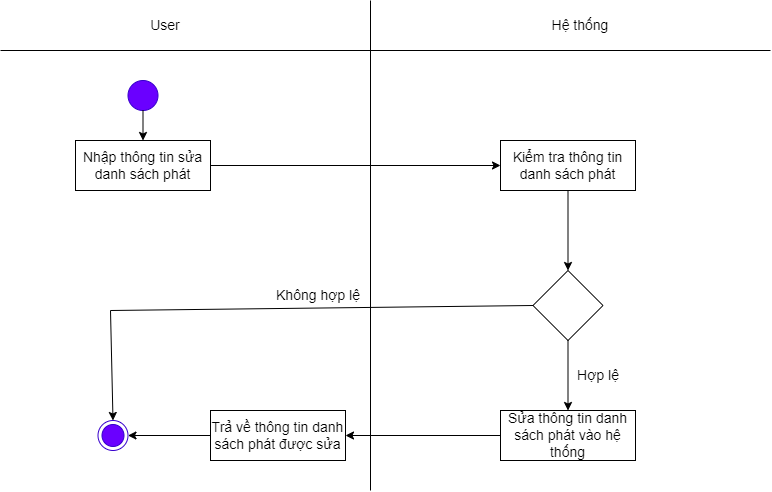 User
Hệ thống
Nhập thông tin sửa
danh sách phát
Kiểm tra thông tin
danh sách phát
Không hợp lệ
Hợp lệ
Trả về thông tin danh
sách phát được sửa
Sửa thông tin danh
sách phát vào hệ
thống